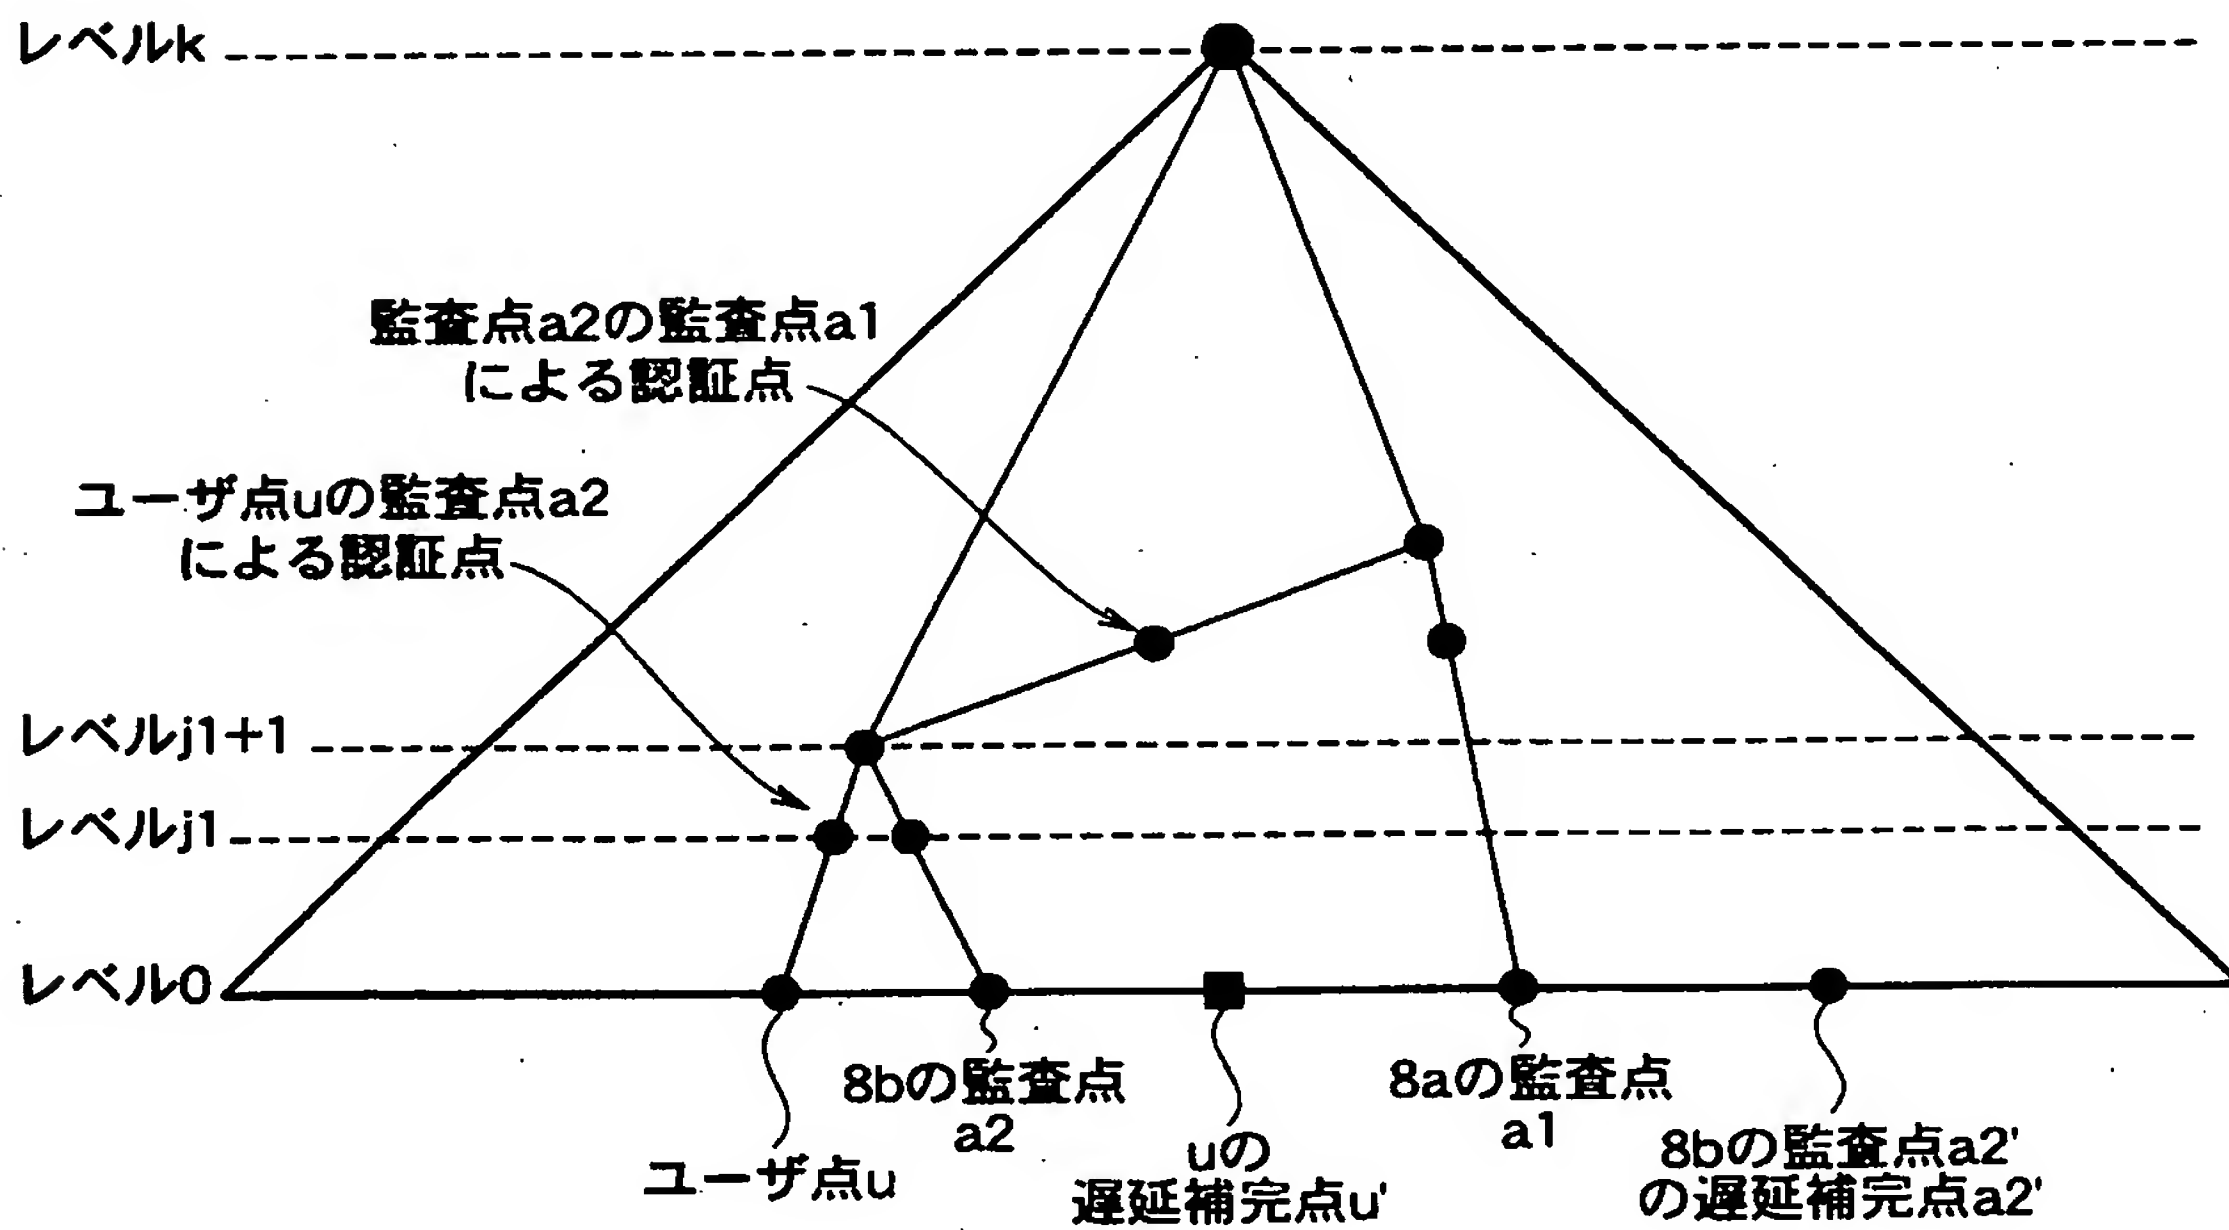 レベルk
監査点a2の監査点a1
による認証点
ユーザ点uの監査点a2
による認証点
レベルj1+1
レベルj1
レベル0
ユーザ点u
8bの監査点
a2
uの
遅延補完点u'
8aの監査点
a1
8bの監査点a2'
の遅延補完点a2'